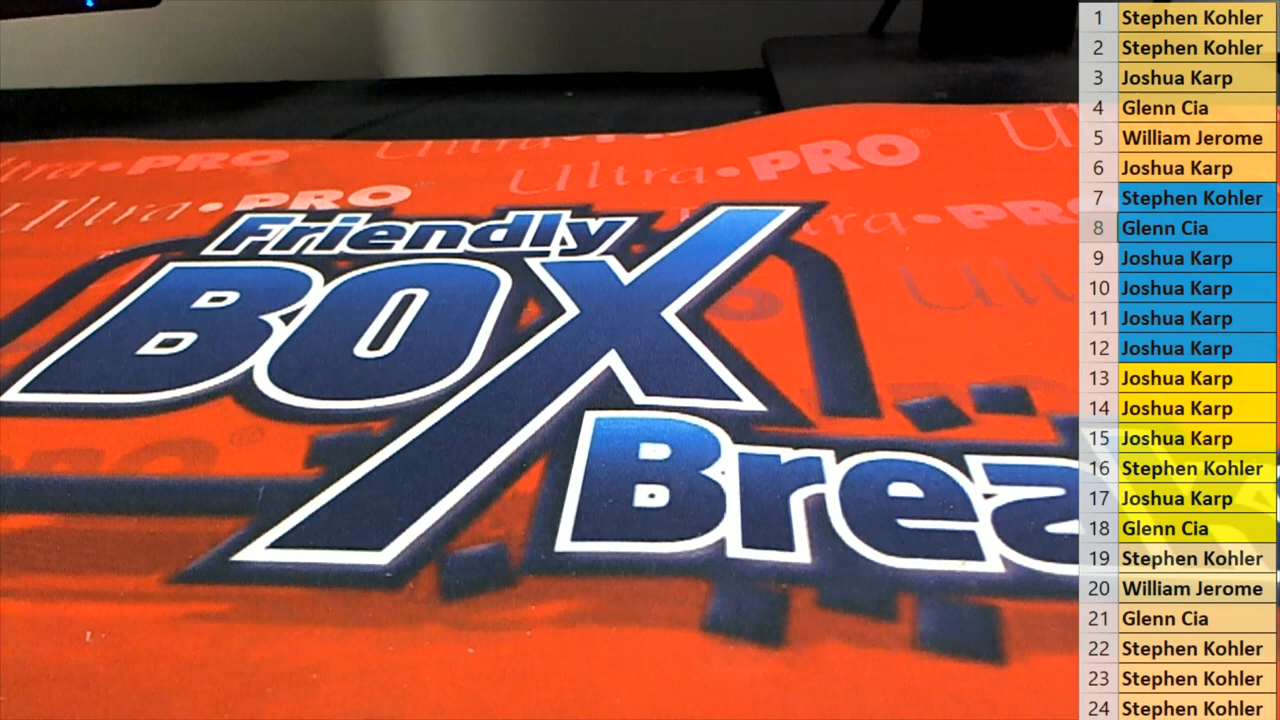 Ultra•PRO
Ultra•PRO®
Ultra•PRO
Friendly
BOX
Brea
1 Stephen Kohler
2 Stephen Kohler
3 Joshua Karp
4 Glenn Cia
5 William Jerome
6 Joshua Karp
7 Stephen Kohler
8 Glenn Cia
9 Joshua Karp
10 Joshua Karp
11 Joshua Karp
12 Joshua Karp
13 Joshua Karp
14 Joshua Karp
15 Joshua Karp
16 Stephen Kohler
17 Joshua Karp
18 Glenn Cia
19 Stephen Kohler
20 William Jerome
21 Glenn Cia
22 Stephen Kohler
23 Stephen Kohler
24 Stephen Kohler